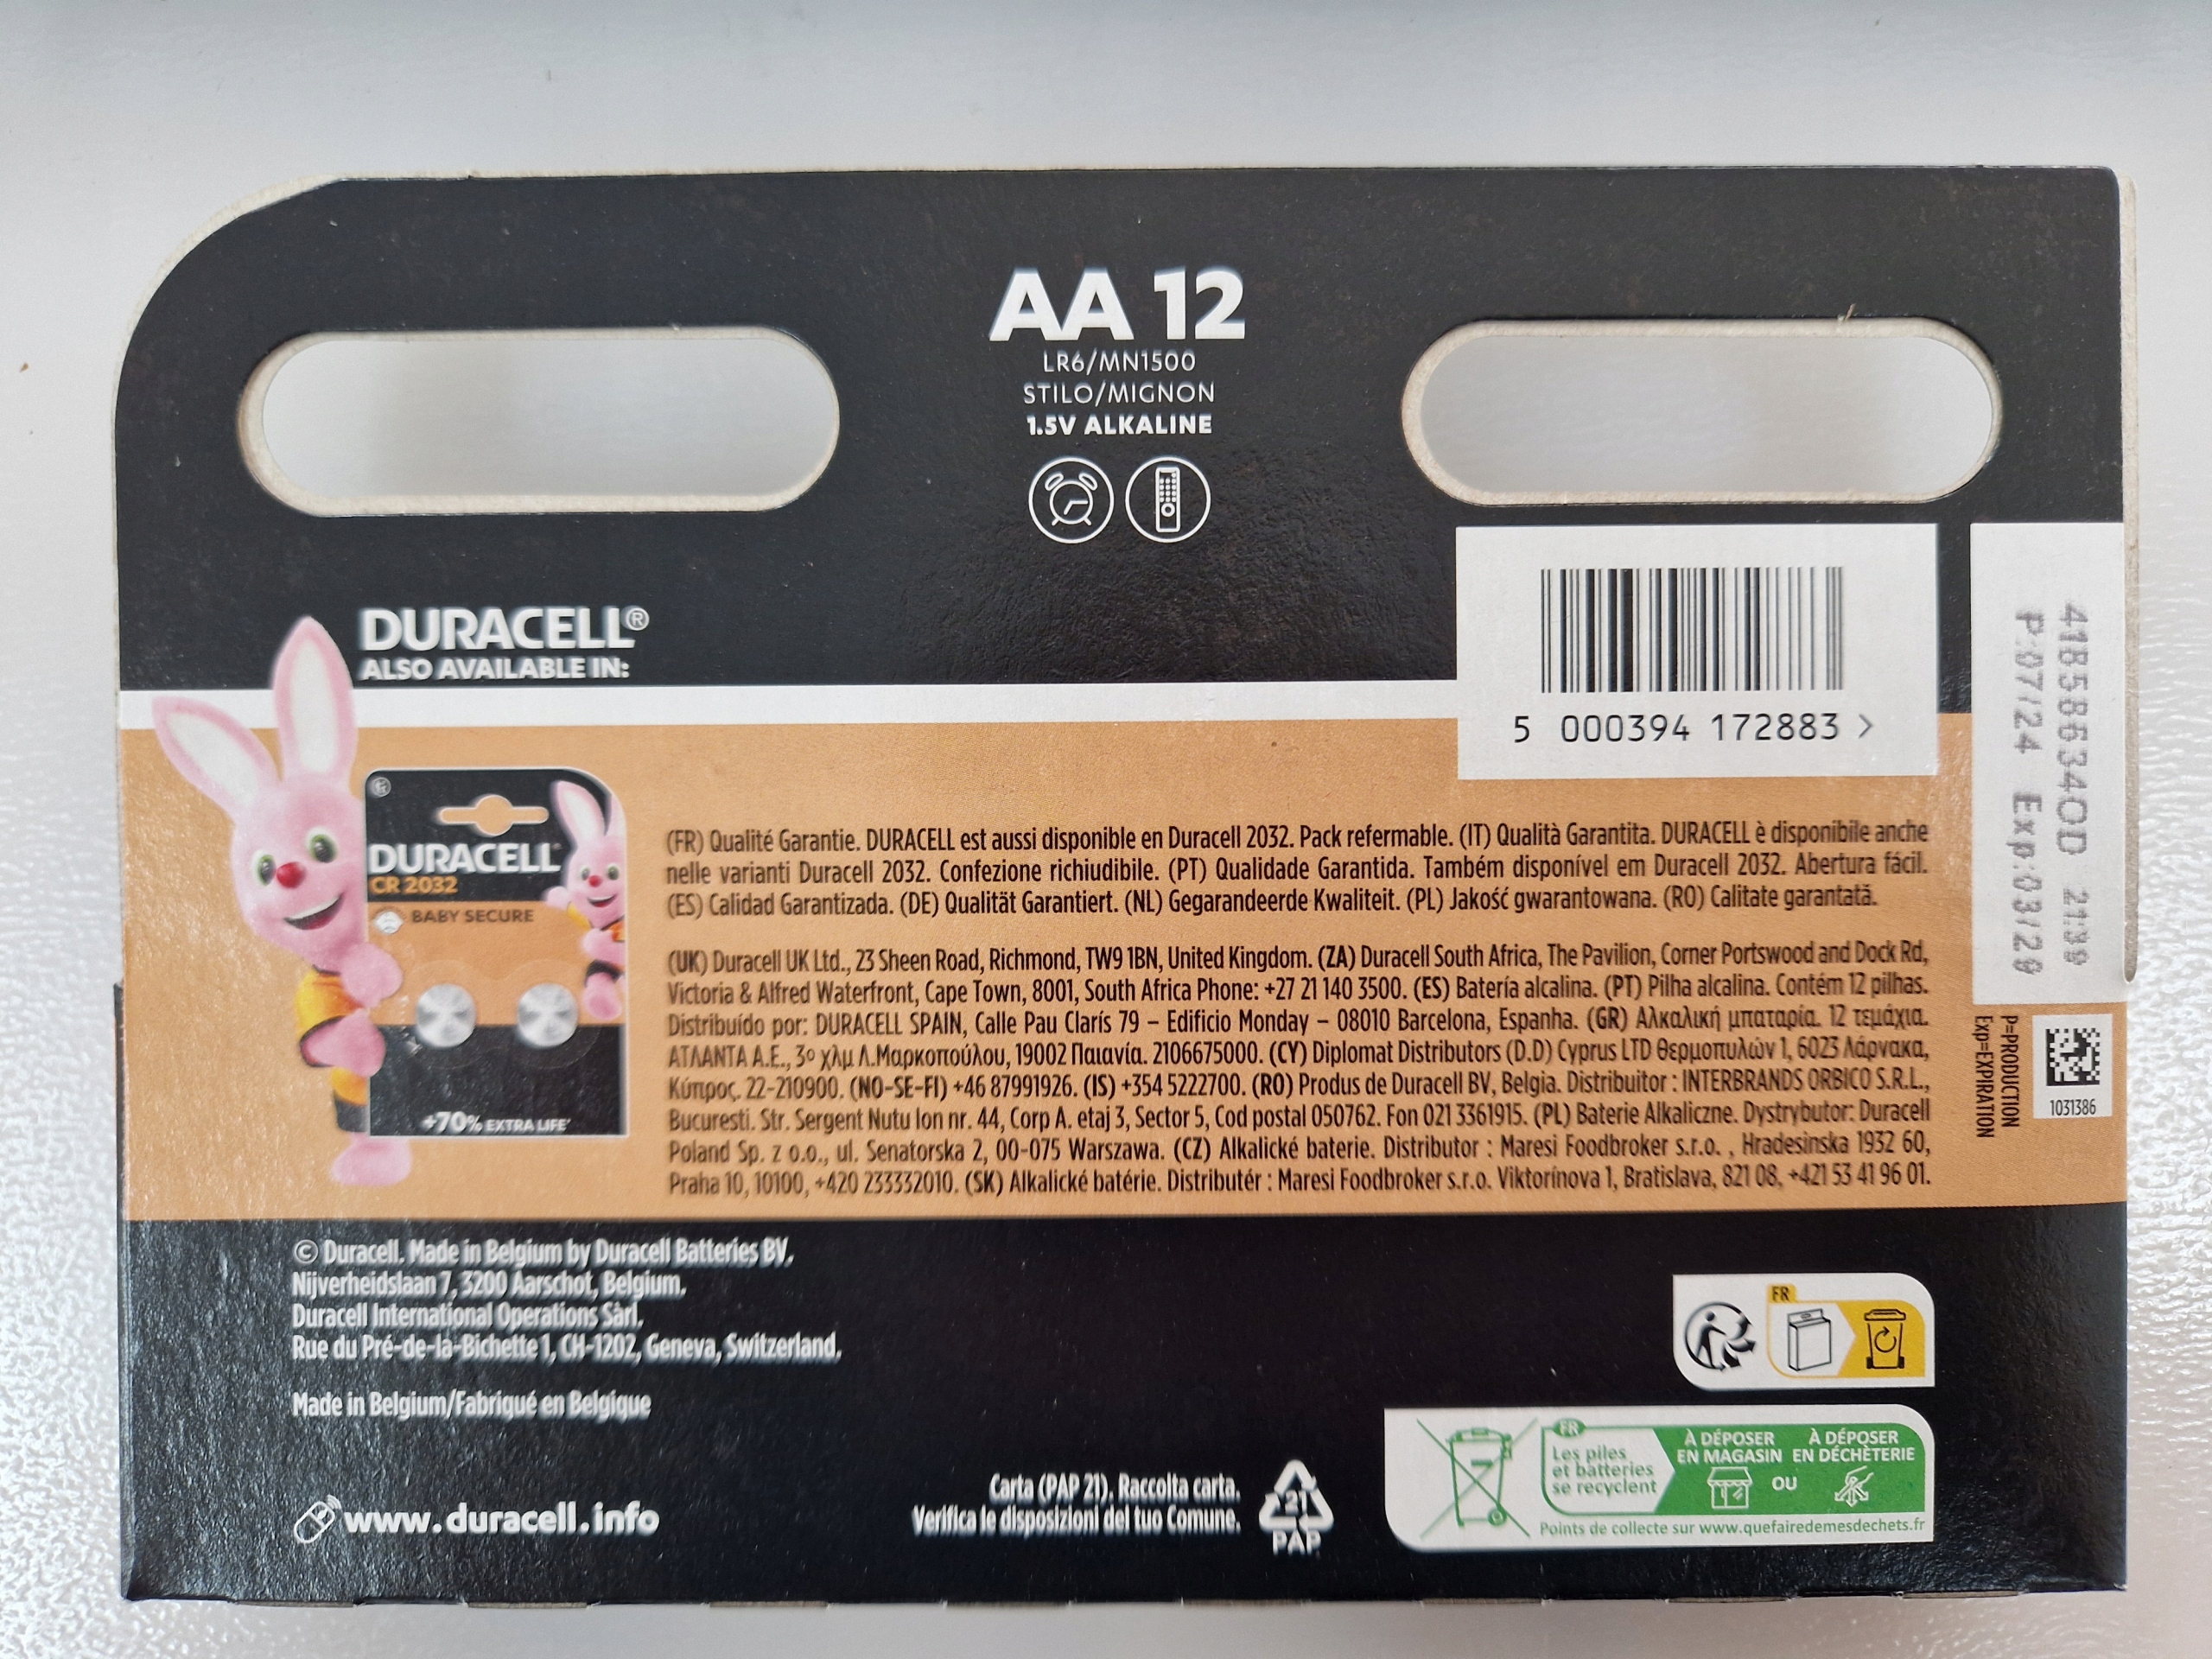 AA 12
LR6/MN1500
STILO/MIGNON
1.5V ALKALINE
DURACELL®
ALSO AVAILABLE IN:
5 000394 172883 >
4185863400 21:39
P:07/24 Exp:03/29
P=PRODUCTION
Exp=EXPIRATION
1031386
DURACELL
CR 2032
BABY SECURE
+70% EXTRA LIFE*
(FR) Qualité Garantie. DURACELL est aussi disponible en Duracell 2032. Pack refermable. (IT) Qualità Garantita. DURACELL è disponibile anche
nelle varianti Duracell 2032. Confezione richiudibile. (PT) Qualidade Garantida. Também disponível em Duracell 2032. Abertura fácil.
(ES) Calidad Garantizada. (DE) Qualität Garantiert. (NL) Gegarandeerde Kwaliteit. (PL) Jakość gwarantowana. (RO) Calitate garantată.
(UK) Duracell UK Ltd., 23 Sheen Road, Richmond, TW9 1BN, United Kingdom. (ZA) Duracell South Africa, The Pavilion, Corner Portswood and Dock Rd,
Victoria & Alfred Waterfront, Cape Town, 8001, South Africa Phone: +27 21 140 3500. (ES) Batería alcalina. (PT) Pilha alcalina. Contém 12 pilhas.
Distribuído por: DURACELL SPAIN, Calle Pau Clarís 79 – Edificio Monday – 08010 Barcelona, Espanha. (GR) Αλκαλική μπαταρία. 12 τεμάχια.
ΑΤΛΑΝΤΑ Α.Ε., 3ο χλμ Λ.Μαρκοπούλου, 19002 Παιανία. 2106675000. (CY) Diplomat Distributors (D.D) Cyprus LTD Θερμοπυλών 1, 6023 Λάρνακα,
Κύπρος. 22-210900. (NO-SE-FI) +46 87991926. (IS) +354 5222700. (RO) Produs de Duracell BV, Belgia. Distribuitor : INTERBRANDS ORBICO S.R.L.,
Bucuresti. Str. Sergent Nutu Ion nr. 44, Corp A. etaj 3, Sector 5, Cod postal 050762. Fon 021 3361915. (PL) Baterie Alkaliczne. Dystrybutor: Duracell
Poland Sp. z o.o., ul. Senatorska 2, 00-075 Warszawa. (CZ) Alkalické baterie. Distributor : Maresi Foodbroker s.r.o. , Hradesinska 1932 60,
Praha 10, 10100, +420 233332010. (SK) Alkalické batérie. Distributér : Maresi Foodbroker s.r.o. Viktorínova 1, Bratislava, 821 08, +421 53 41 96 01.
© Duracell. Made in Belgium by Duracell Batteries BV,
Nijverheidslaan 7, 3200 Aarschot, Belgium,
Duracell International Operations Sàrl,
Rue du Pré-de-la-Bichette 1, CH-1202, Geneva, Switzerland,
Made in Belgium/Fabriqué en Belgique
www.duracell.info
Carta (PAP 21). Raccolta carta.
Verifica le disposizioni del tuo Comune.
21
PAP
FR
FR
Les piles
et batteries
se recyclent
À DÉPOSER
EN MAGASIN
OU
À DÉPOSER
EN DÉCHÈTERIE
Points de collecte sur www.quefairedemesdechets.fr